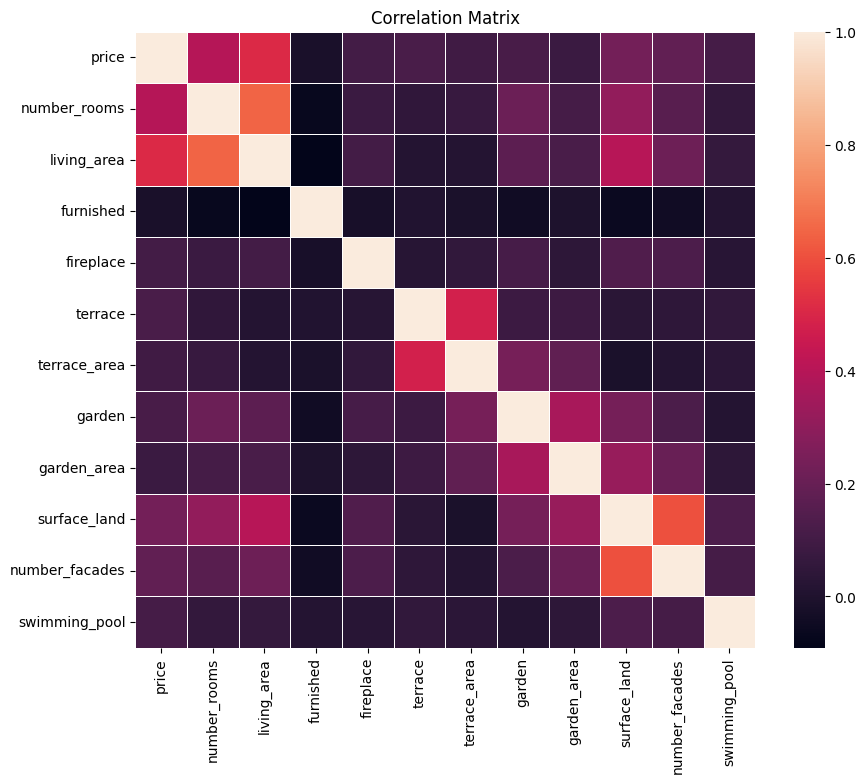 Correlation Matrix
price
number_rooms
living_area
furnished
fireplace
terrace
terrace_area
garden
garden_area
surface_land
number_facades
swimming_pool
price
number_rooms
living_area
furnished
fireplace
terrace
terrace_area
garden
garden_area
surface_land
number_facades
swimming_pool
1.0
0.8
0.6
0.4
0.2
0.0